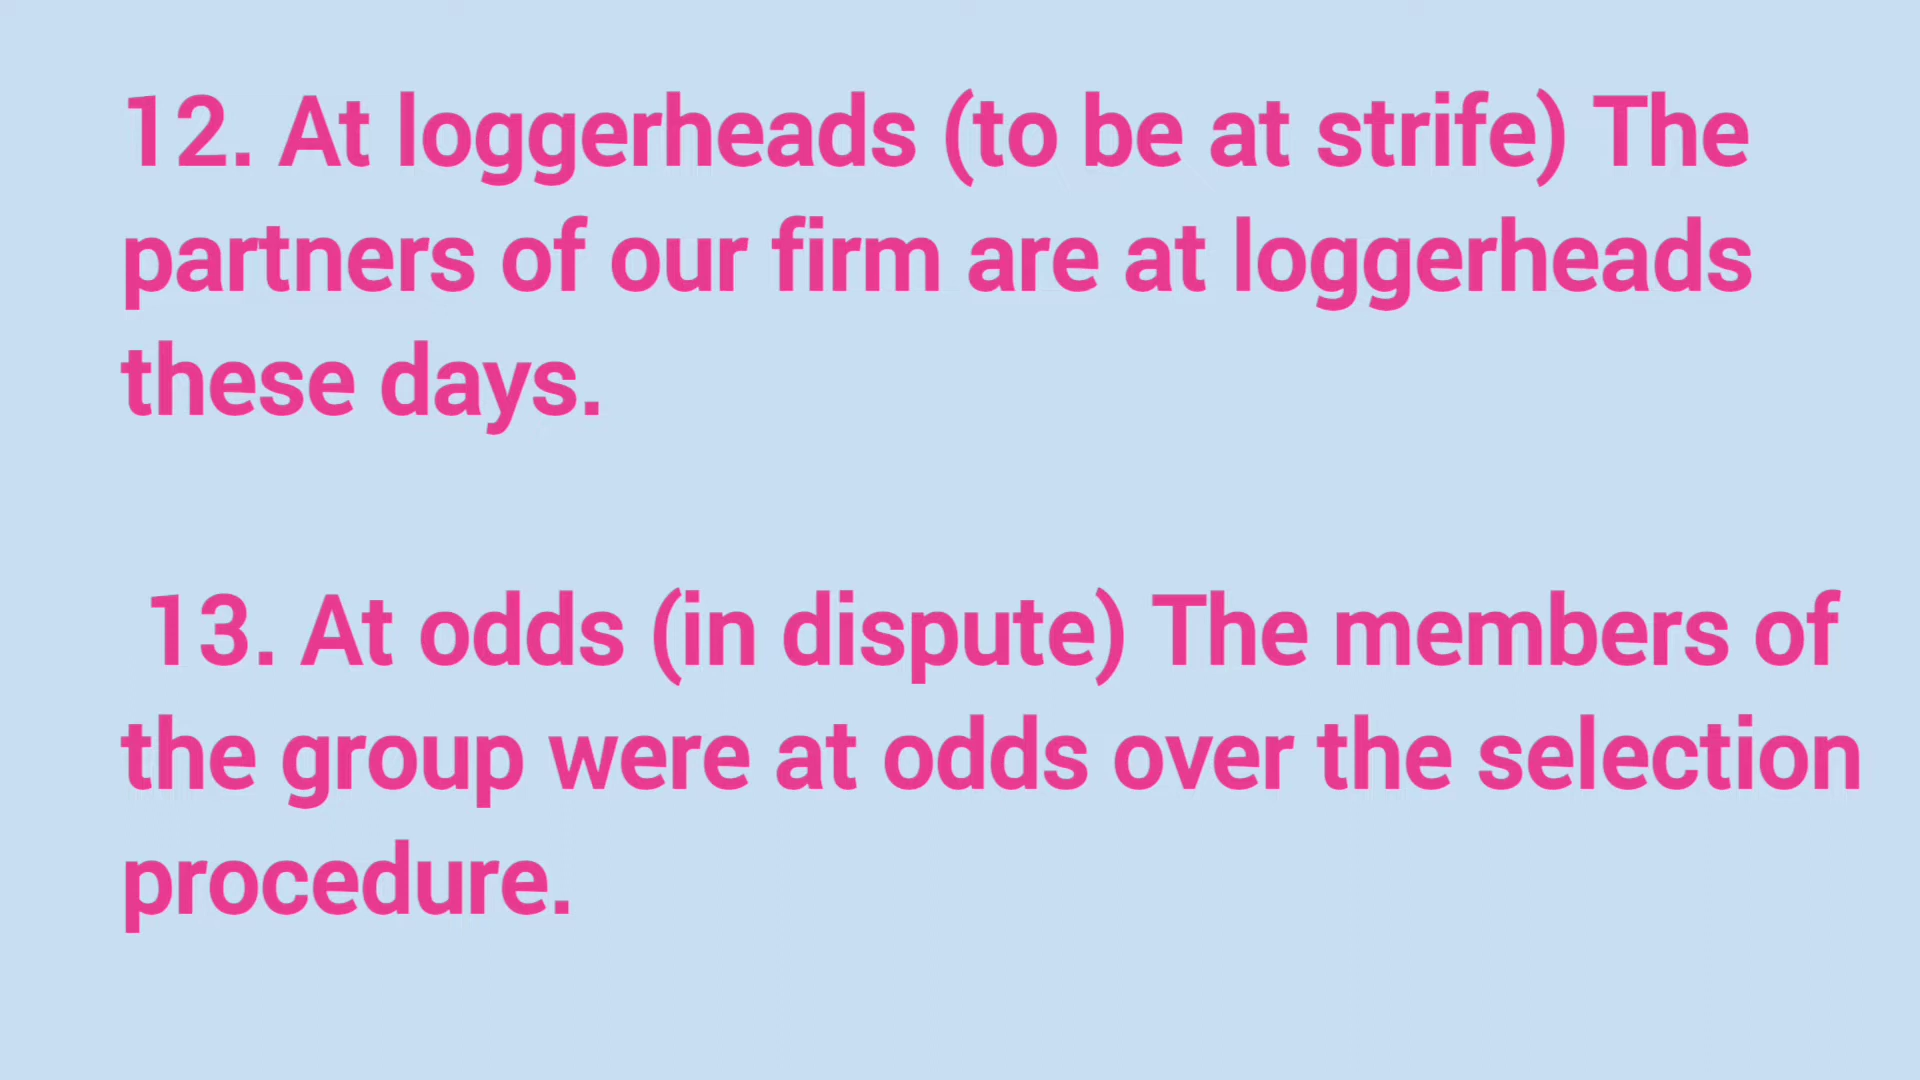 12. At loggerheads (to be at strife) The
partners of our firm are at loggerheads
these days.
13. At odds (in dispute) The members of
the group were at odds over the selection
procedure.